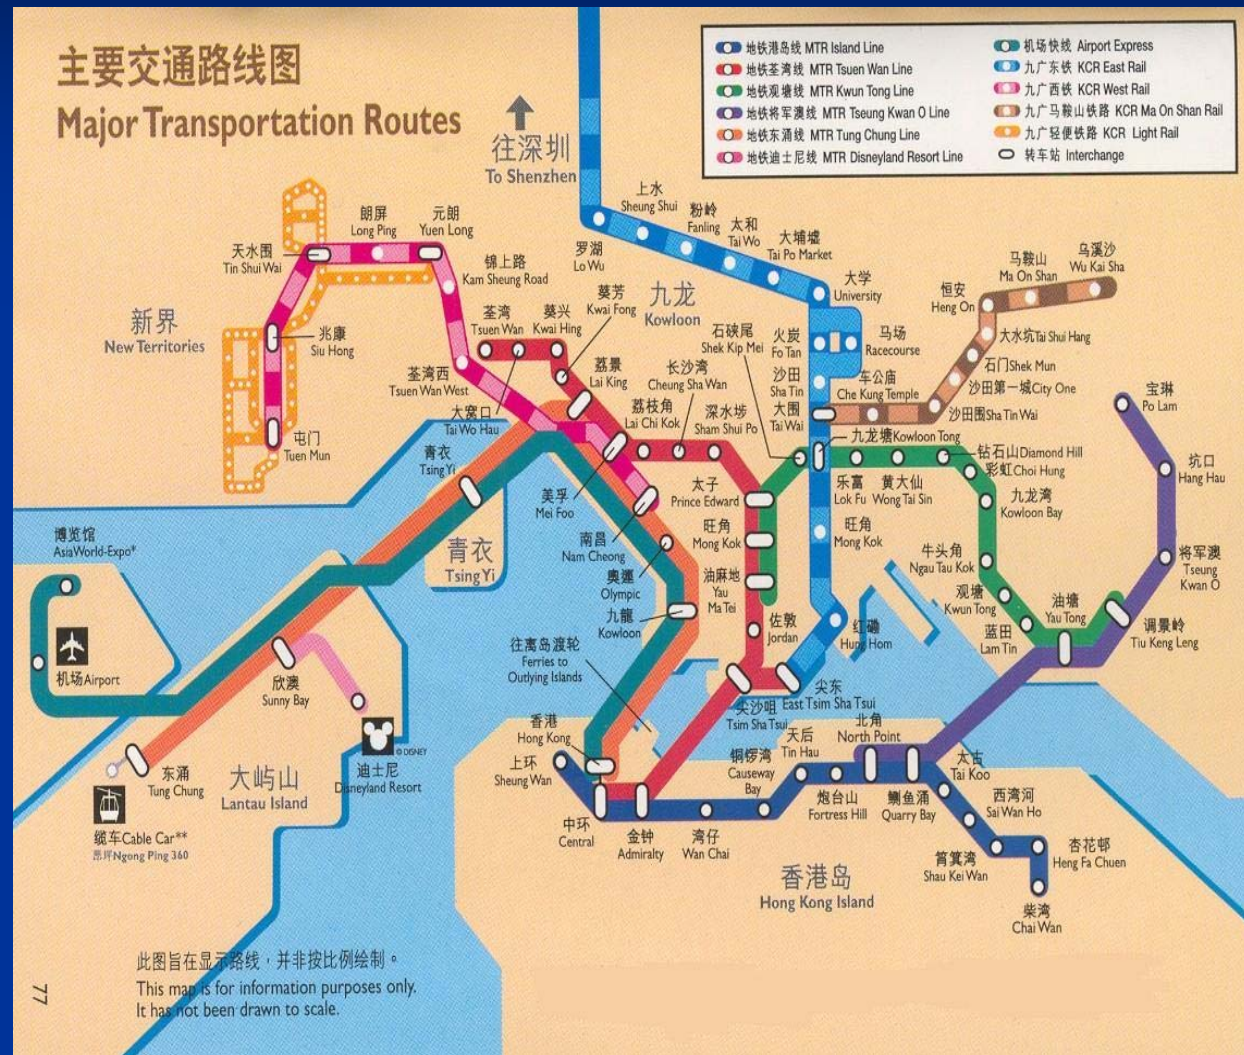 主要交通路线图
Major Transportation Routes
地铁港岛线 MTR Island Line
地铁荃湾线 MTR Tsuen Wan Line
地铁观塘线 MTR Kwun Tong Line
地铁将军澳线 MTR Tseung Kwan O Line
地铁东涌线 MTR Tung Chung Line
地铁迪士尼线 MTR Disneyland Resort Line
机场快线 Airport Express
九广东铁 KCR East Rail
九广西铁 KCR West Rail
九广马鞍山铁路 KCR Ma On Shan Rail
九广轻便铁路 KCR Light Rail
转车站 Interchange
往深圳
To Shenzhen
上水
Sheung Shui
粉岭
Fanling
太和
Tai Wo
大埔墟
Tai Po Market
罗湖
Lo Wu
大学
University
朗屏
Long Ping
元朗
Yuen Long
天水围
Tin Shui Wai
锦上路
Kam Sheung Road
新界
New Territories
兆康
Siu Hong
屯门
Tuen Mun
荃湾西
Tsuen Wan West
荃湾
Tsuen Wan
葵兴
Kwai Hing
葵芳
Kwai Fong
大窝口
Tai Wo Hau
荔景
Lai King
九龙
Kowloon
荔枝角
Lai Chi Kok
长沙湾
Cheung Sha Wan
深水埗
Sham Shui Po
石硖尾
Shek Kip Mei
火炭
Fo Tan
马场
Racecourse
沙田
Sha Tin
大围
Tai Wai
车公庙
Che Kung Temple
恒安
Heng On
马鞍山
Ma On Shan
乌溪沙
Wu Kai Sha
大水坑Tai Shui Hang
石门Shek Mun
沙田第一城City One
沙田围Sha Tin Wai
宝琳
Po Lam
坑口
Hang Hau
将军澳
Tseung
Kwan O
调景岭
Tiu Keng Leng
九龙塘Kowloon Tong
乐富
Lok Fu
黄大仙
Wong Tai Sin
钻石山Diamond Hill
彩虹Choi Hung
九龙湾
Kowloon Bay
牛头角
Ngau Tau Kok
观塘
Kwun Tong
蓝田
Lam Tin
油塘
Yau Tong
太子
Prince Edward
旺角
Mong Kok
油麻地
Yau
Ma Tei
旺角
Mong Kok
佐敦
Jordan
红磡
Hung Hom
尖东
East Tsim Sha Tsui
尖沙咀
Tsim Sha Tsui
青衣
Tsing Yi
青衣
Tsing Yi
美孚
Mei Foo
南昌
Nam Cheong
奥運
Olympic
九龍
Kowloon
往离岛渡轮
Ferries to
Outlying Islands
博览馆
AsiaWorld-Expo*
机场Airport
欣澳
Sunny Bay
东涌
Tung Chung
迪士尼
Disneyland Resort
© DISNEY
大屿山
Lantau Island
缆车Cable Car**
Ngong Ping 360
香港
Hong Kong
上环
Sheung Wan
中环
Central
金钟
Admiralty
湾仔
Wan Chai
铜锣湾
Causeway
Bay
天后
Tin Hau
炮台山
Fortress Hill
北角
North Point
鲗鱼涌
Quarry Bay
太古
Tai Koo
西湾河
Sai Wan Ho
筲箕湾
Shau Kei Wan
杏花邨
Heng Fa Chuen
柴湾
Chai Wan
香港岛
Hong Kong Island
此图旨在显示路线，并非按比例绘制。
This map is for information purposes only.
It has not been drawn to scale.
77